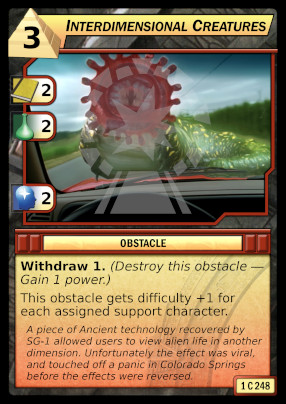 3
INTERDIMENSIONAL CREATURES
2
2
2
OBSTACLE
Withdraw 1. (Destroy this obstacle —
Gain 1 power.)
This obstacle gets difficulty +1 for
each assigned support character.
A piece of Ancient technology recovered by
SG-1 allowed users to view alien life in another
dimension. Unfortunately the effect was viral,
and touched off a panic in Colorado Springs
before the effects were reversed.
1 C 248